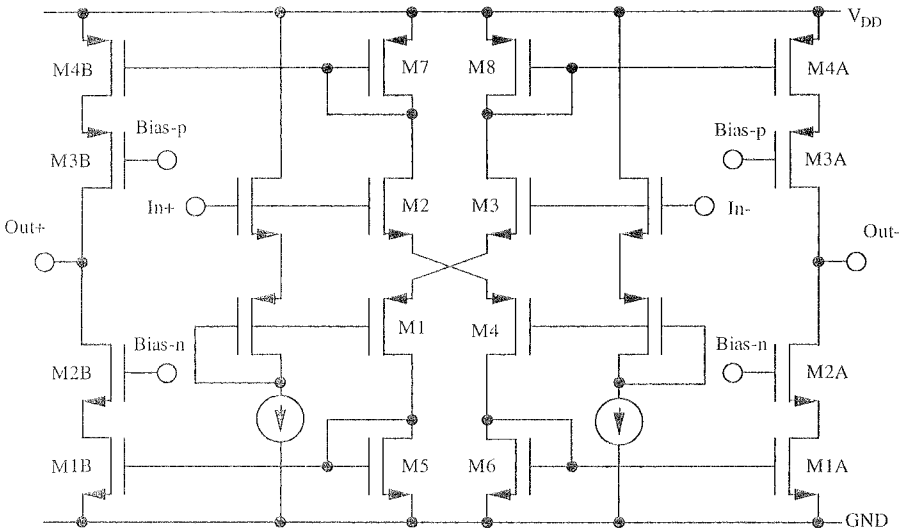 V_DD
M4B
M7
M8
M4A
Bias-p
Bias-p
M3B
M3A
In+
M2
M3
In-
Out+
Out-
M1
M4
Bias-n
Bias-n
M2B
M2A
M1B
M5
M6
M1A
GND